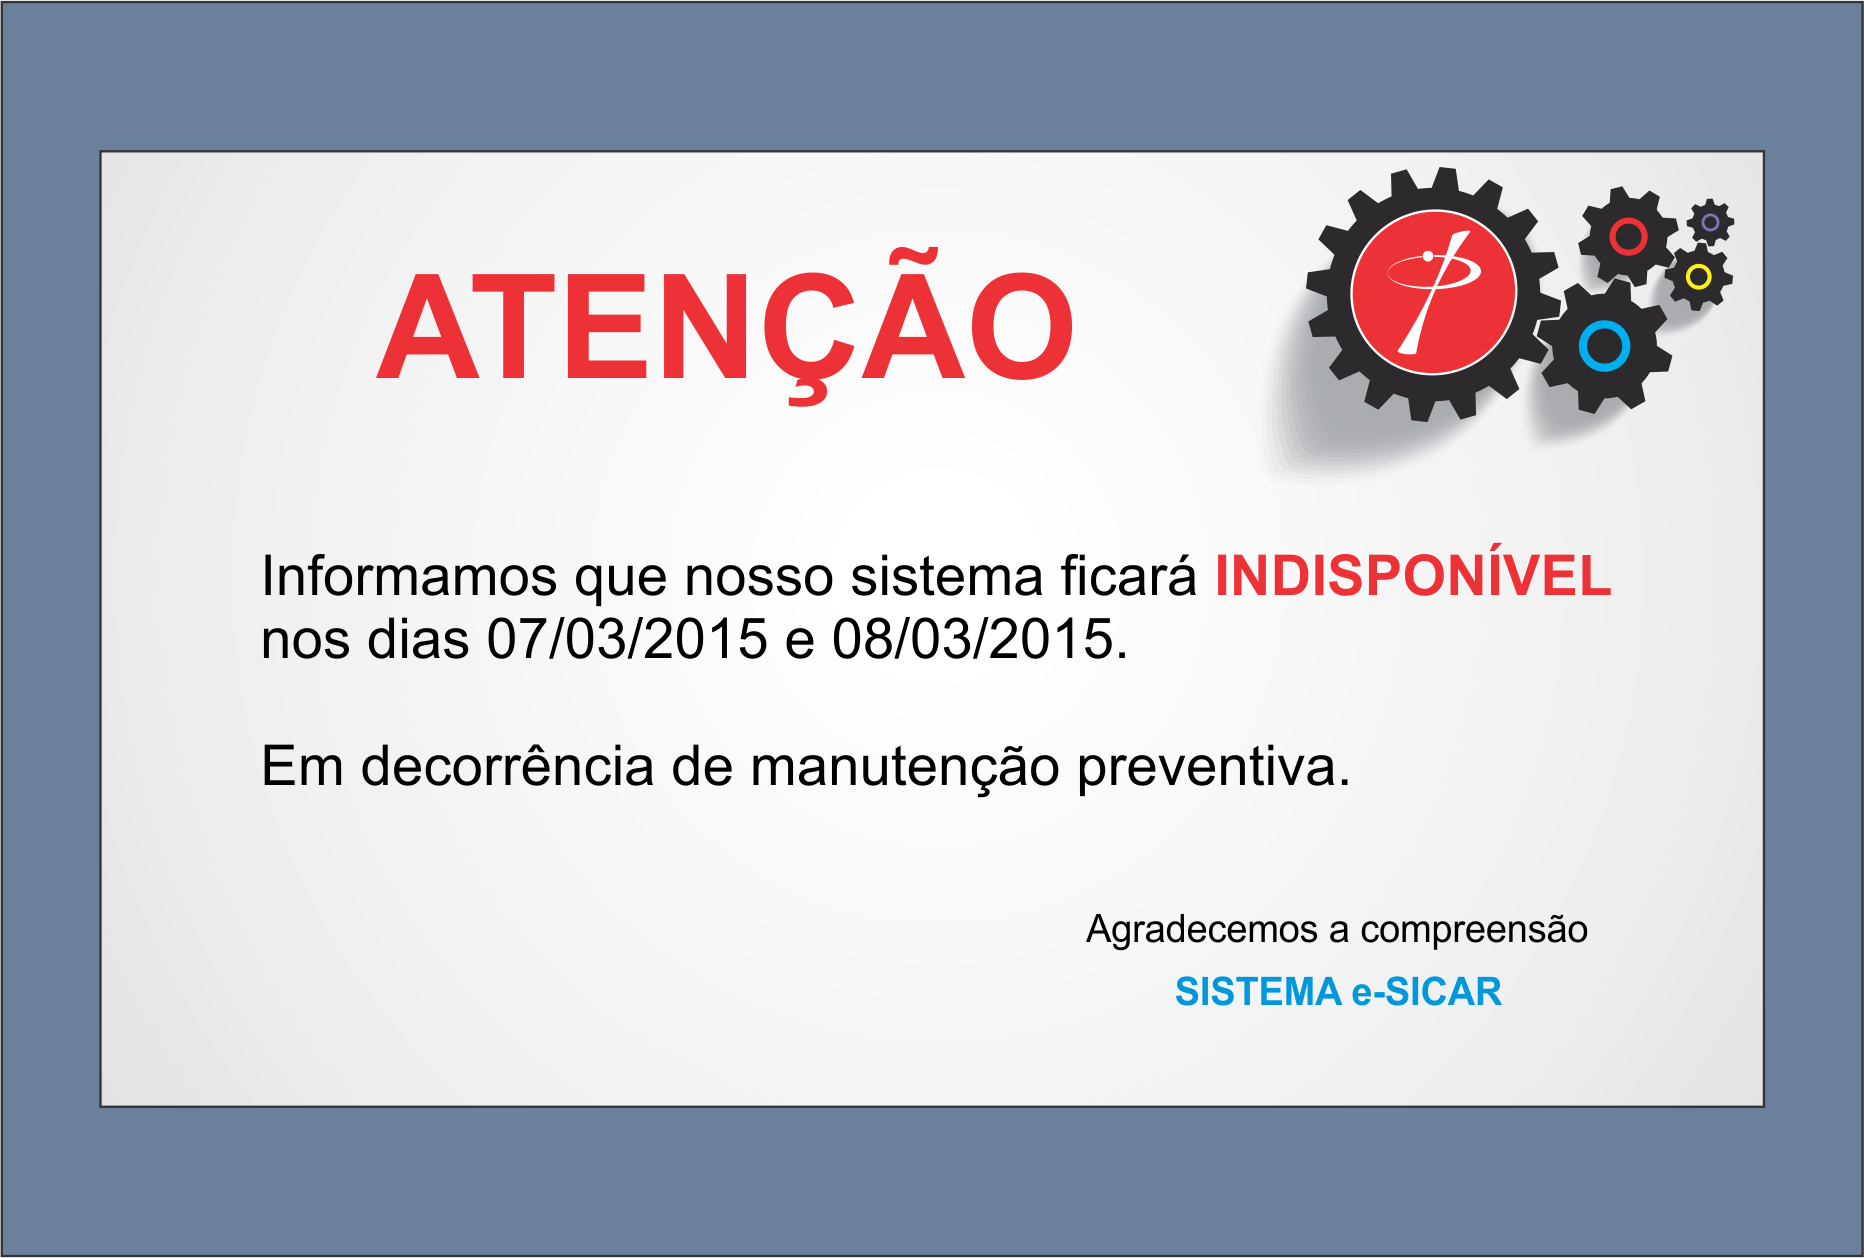 ATENÇÃO
Informamos que nosso sistema ficará INDISPONÍVEL
nos dias 07/03/2015 e 08/03/2015.
Em decorrência de manutenção preventiva.
Agradecemos a compreensão
SISTEMA e-SICAR